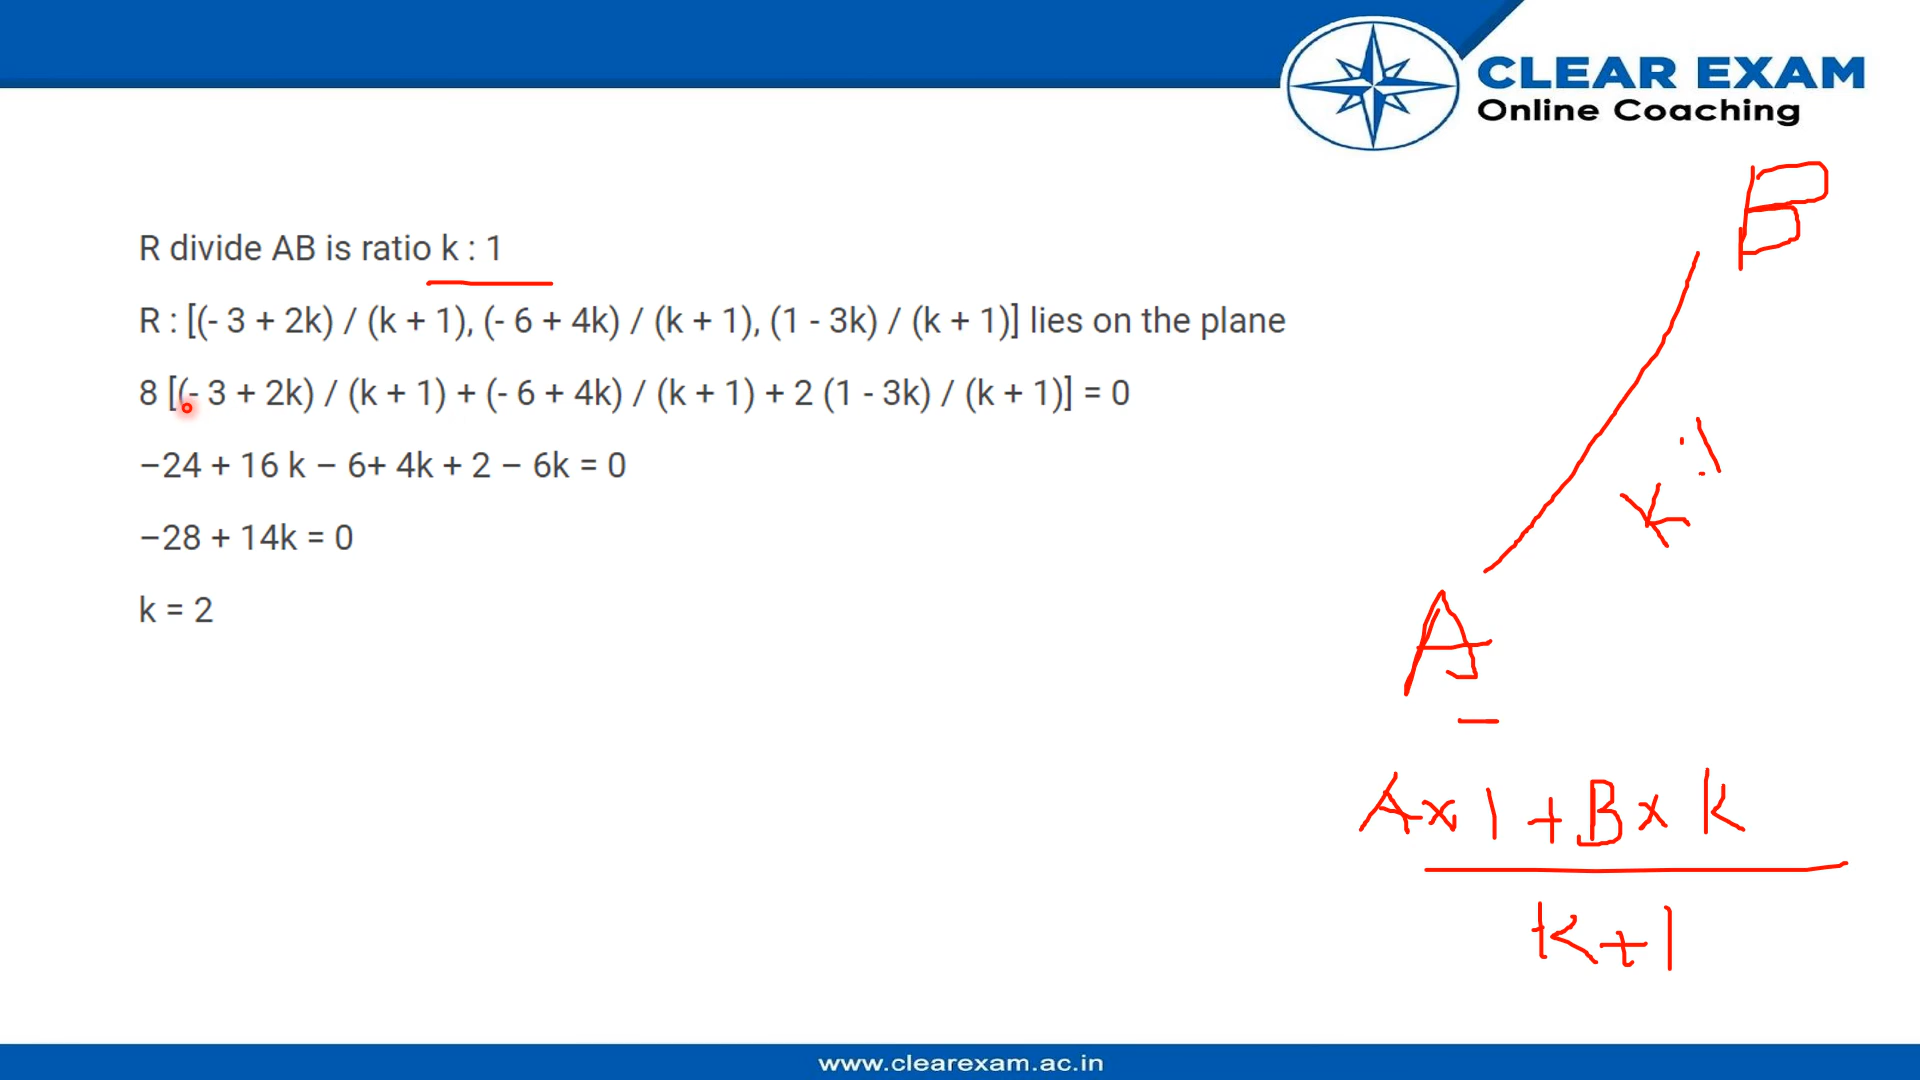 CLEAR EXAM
Online Coaching
R divide AB is ratio k : 1
R : [(- 3 + 2k) / (k + 1), (- 6 + 4k) / (k + 1), (1 - 3k) / (k + 1)] lies on the plane
8 [(- 3 + 2k) / (k + 1) + (- 6 + 4k) / (k + 1) + 2 (1 - 3k) / (k + 1)] = 0
−24 + 16 k − 6+ 4k + 2 − 6k = 0
−28 + 14k = 0
k = 2
B
k : 1
A
A x 1 + B x k
k + 1
www.clearexam.ac.in